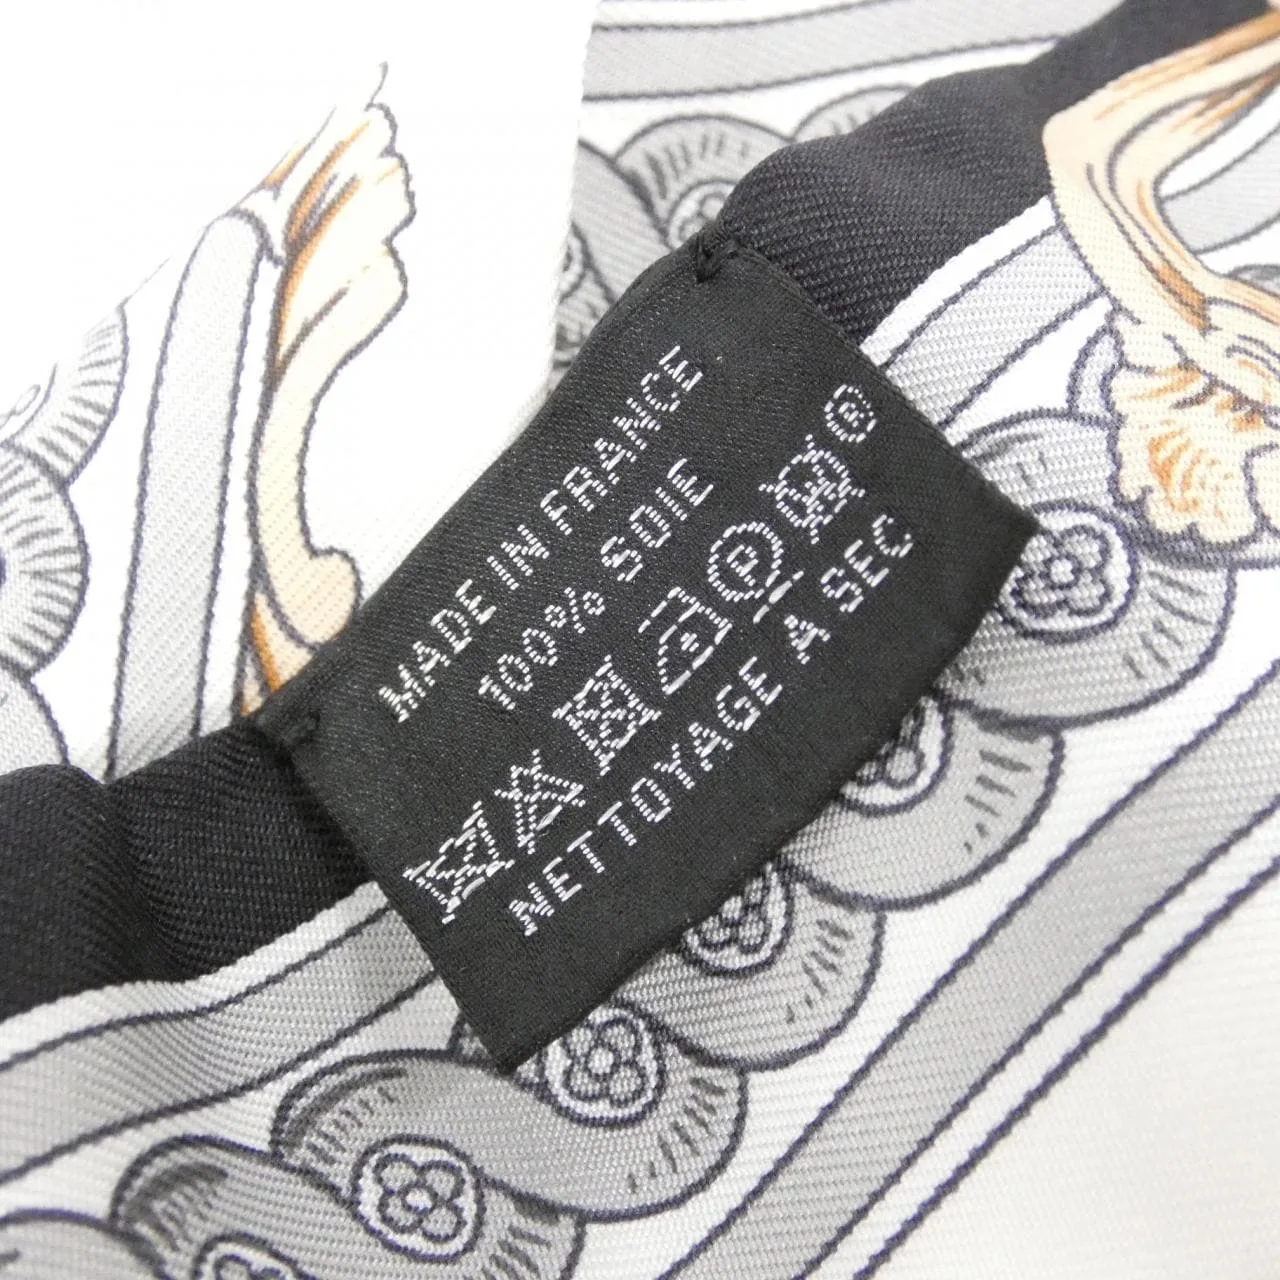 MADE IN FRANCE
100% SOIE
P ®
NETTOYAGE A SEC